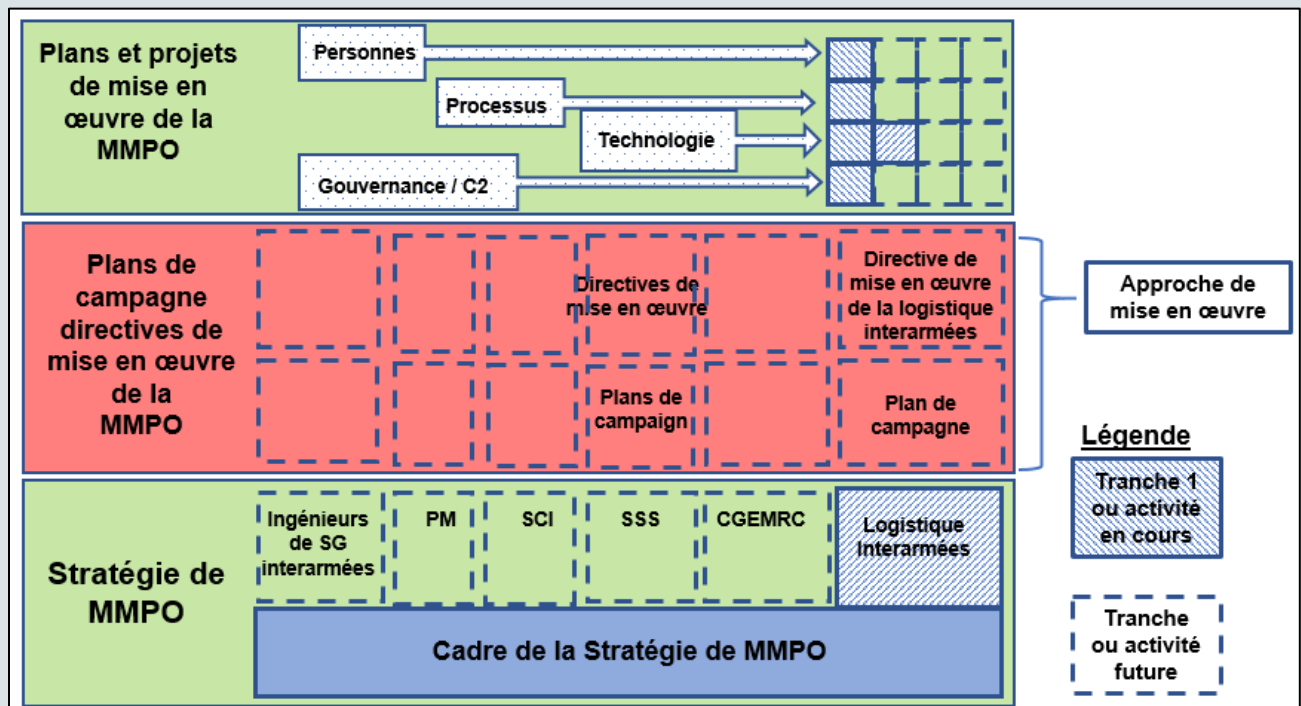 Plans et projets
de mise en
œuvre de la
MMPO
Personnes
Processus
Technologie
Gouvernance / C2
Plans de
campagne
directives de
mise en œuvre
de la
MMPO
Directives de
mise en œuvre
Directive de
mise en œuvre
de la logistique
interarmées
Plans de
campaign
Plan de
campagne
Approche de
mise en œuvre
Stratégie de
MMPO
Ingénieurs
de SG
interarmées
PM
SCI
SSS
CGEMRC
Logistique
Interarmées
Cadre de la Stratégie de MMPO
Légende
Tranche 1
ou activité
en cours
Tranche
ou activité
future